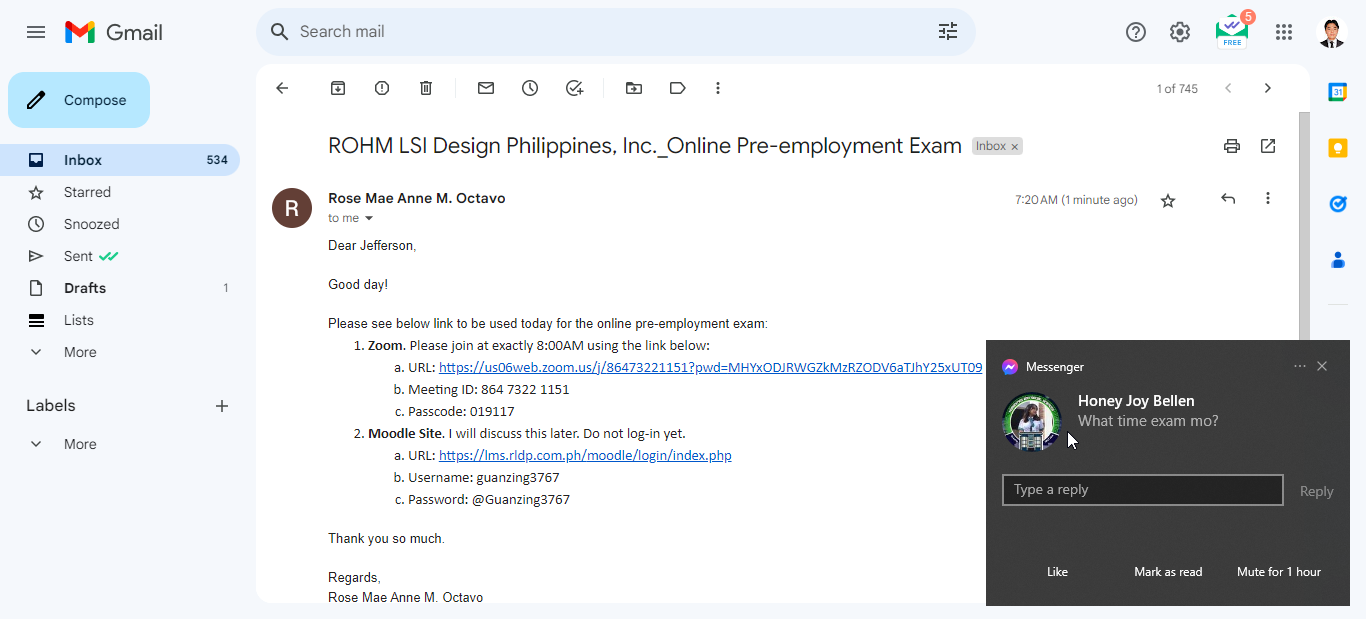 Gmail
Search mail
FREE
5
Compose
Inbox 534
Starred
Snoozed
Sent
Drafts 1
Lists
More
Labels
More
1 of 745
31
ROHM LSI Design Philippines, Inc._Online Pre-employment Exam Inbox ×
R
Rose Mae Anne M. Octavo
7:20 AM (1 minute ago)
to me
Dear Jefferson,
Good day!
Please see below link to be used today for the online pre-employment exam:
1. Zoom. Please join at exactly 8:00AM using the link below:
a. URL: https://us06web.zoom.us/j/86473221151?pwd=MHYxODJRWGZkMzRZODV6aTJhY25xUT09
b. Meeting ID: 864 7322 1151
c. Passcode: 019117
2. Moodle Site. I will discuss this later. Do not log-in yet.
a. URL: https://lms.rldp.com.ph/moodle/login/index.php
b. Username: guanzing3767
c. Password: @Guanzing3767
Thank you so much.
Regards,
Rose Mae Anne M. Octavo
Messenger
Honey Joy Bellen
What time exam mo?
Type a reply
Reply
Like
Mark as read
Mute for 1 hour